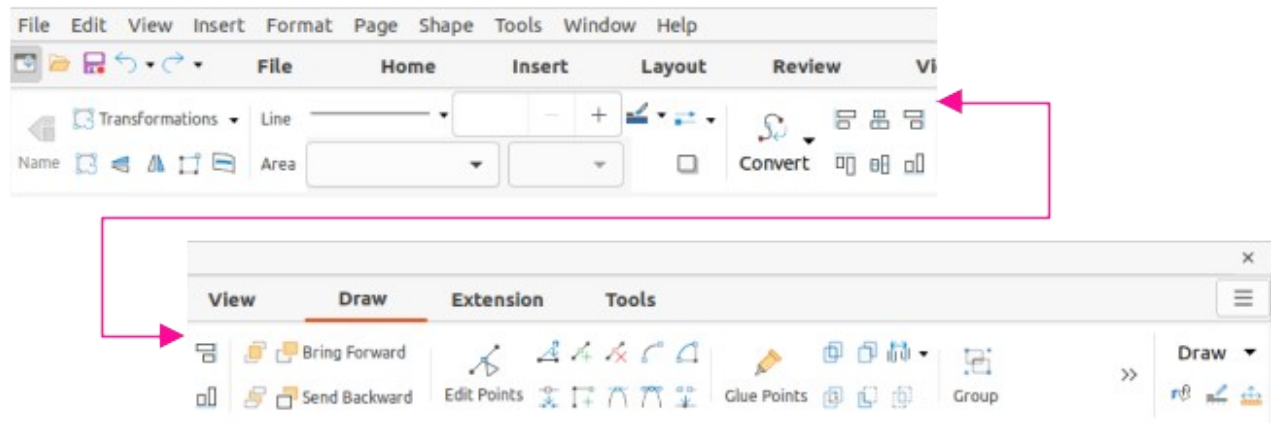 File Edit View Insert Format Page Shape Tools Window Help
File Home Insert Layout Review Vi
Transformations Line
Name Area Convert
View Draw Extension Tools
Bring Forward Draw
Send Backward Edit Points Glue Points Group